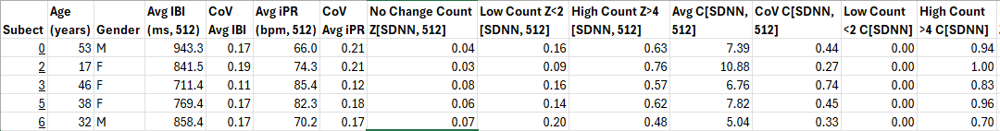 Age Avg IBI CoV Avg iPR CoV No Change Count Low Count Z<2 High Count Z>4 Avg C[SDNN, CoV C[SDNN, Low Count High Count
Subect (years) Gender (ms, 512) Avg IBI (bpm, 512) Avg iPR Z[SDNN, 512] [SDNN, 512] [SDNN, 512] 512] 512] <2 C[SDNN] >4 C[SDNN]
0 53 M 943.3 0.17 66.0 0.21 0.04 0.16 0.63 7.39 0.44 0.00 0.94
2 17 F 841.5 0.19 74.3 0.21 0.03 0.09 0.76 10.88 0.27 0.00 1.00
3 46 F 711.4 0.11 85.4 0.12 0.08 0.16 0.57 6.76 0.74 0.00 0.83
5 38 F 769.4 0.17 82.3 0.18 0.06 0.14 0.62 7.82 0.45 0.00 0.96
6 32 M 858.4 0.17 70.2 0.17 0.07 0.20 0.48 5.04 0.33 0.00 0.70